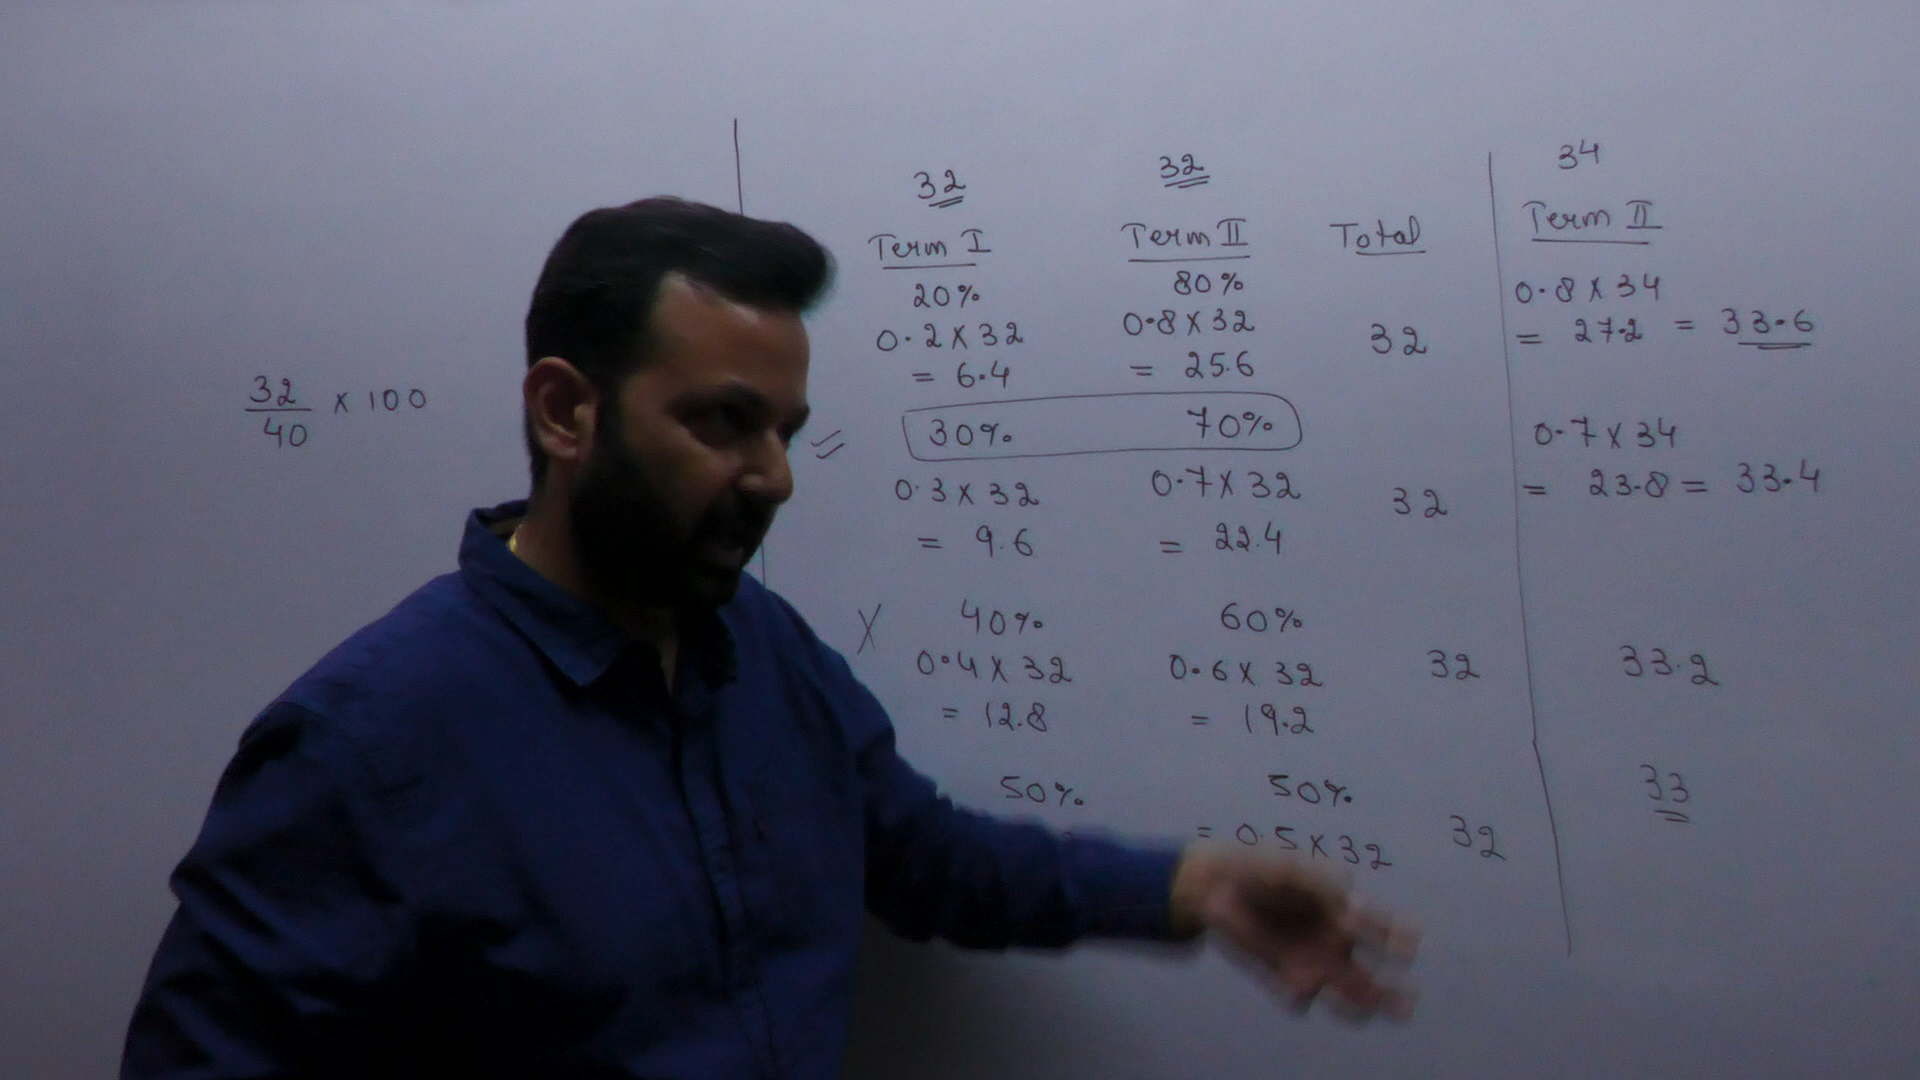 32/40 × 100
32 32 34
Term I Term II Total Term II
20% 80%
0.2 × 32 0.8 × 32 32 0.8 × 34
= 6.4 = 25.6 = 27.2 = 33.6
30% 70%
0.3 × 32 0.7 × 32 32 0.7 × 34
= 9.6 = 22.4 = 23.8 = 33.4
X 40% 60%
0.4 × 32 0.6 × 32 32 33.2
= 12.8 = 19.2
50% 50% 33
= 0.5 × 32 32